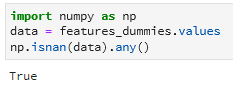 import numpy as np
data = features_dummies.values
np.isnan(data).any()
True